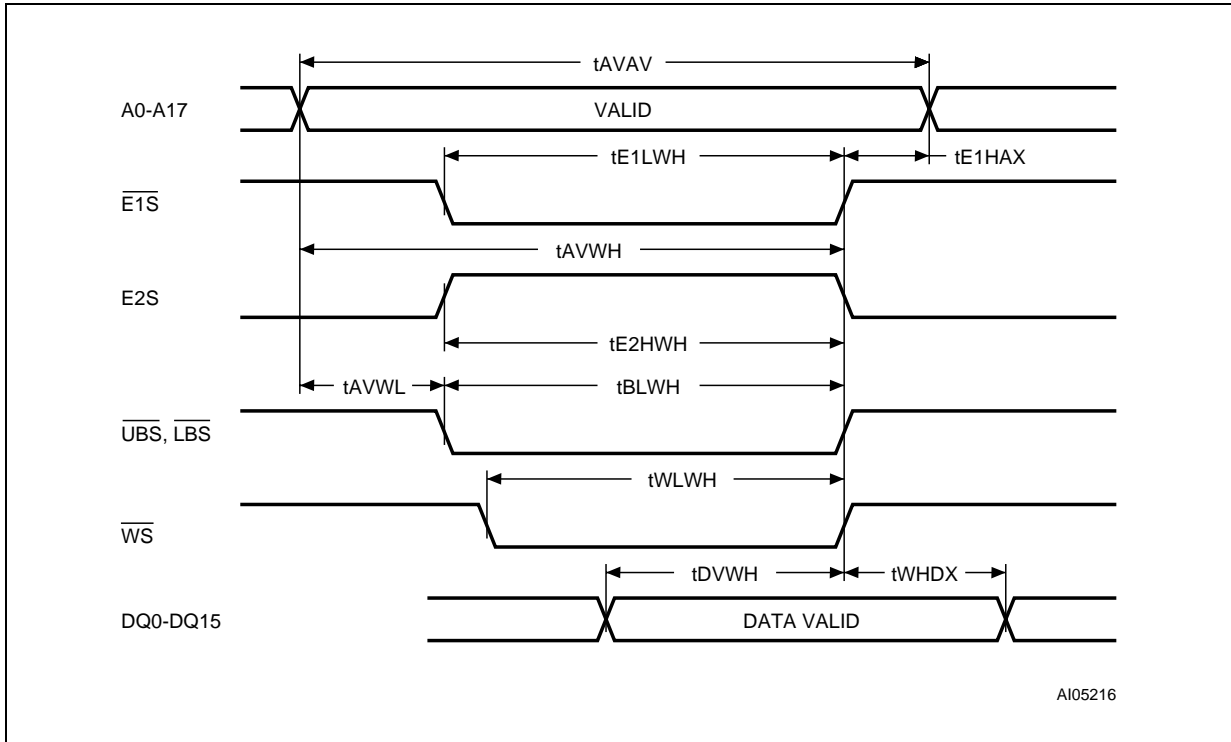 tAVAV
A0-A17 VALID
tE1LWH tE1HAX
E1S
tAVWH
E2S
tE2HWH
tAVWL tBLWH
UBS, LBS
tWLWH
WS
tDVWH tWHDX
DQ0-DQ15 DATA VALID
AI05216